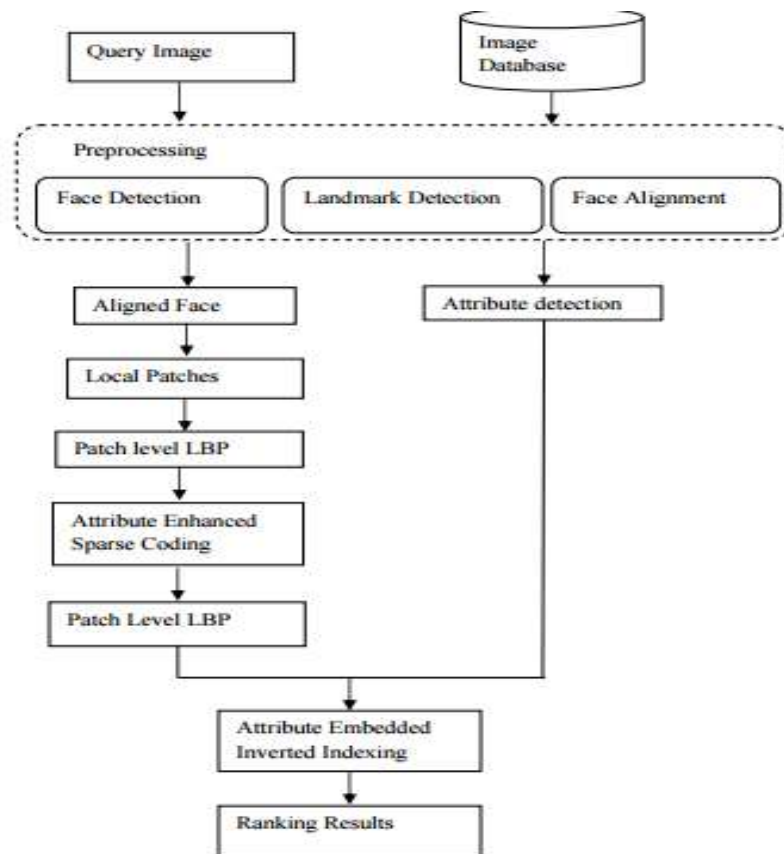 Query Image
Image
Database
Preprocessing
Face Detection
Landmark Detection
Face Alignment
Aligned Face
Attribute detection
Local Patches
Patch level LBP
Attribute Enhanced
Sparse Coding
Patch Level LBP
Attribute Embedded
Inverted Indexing
Ranking Results